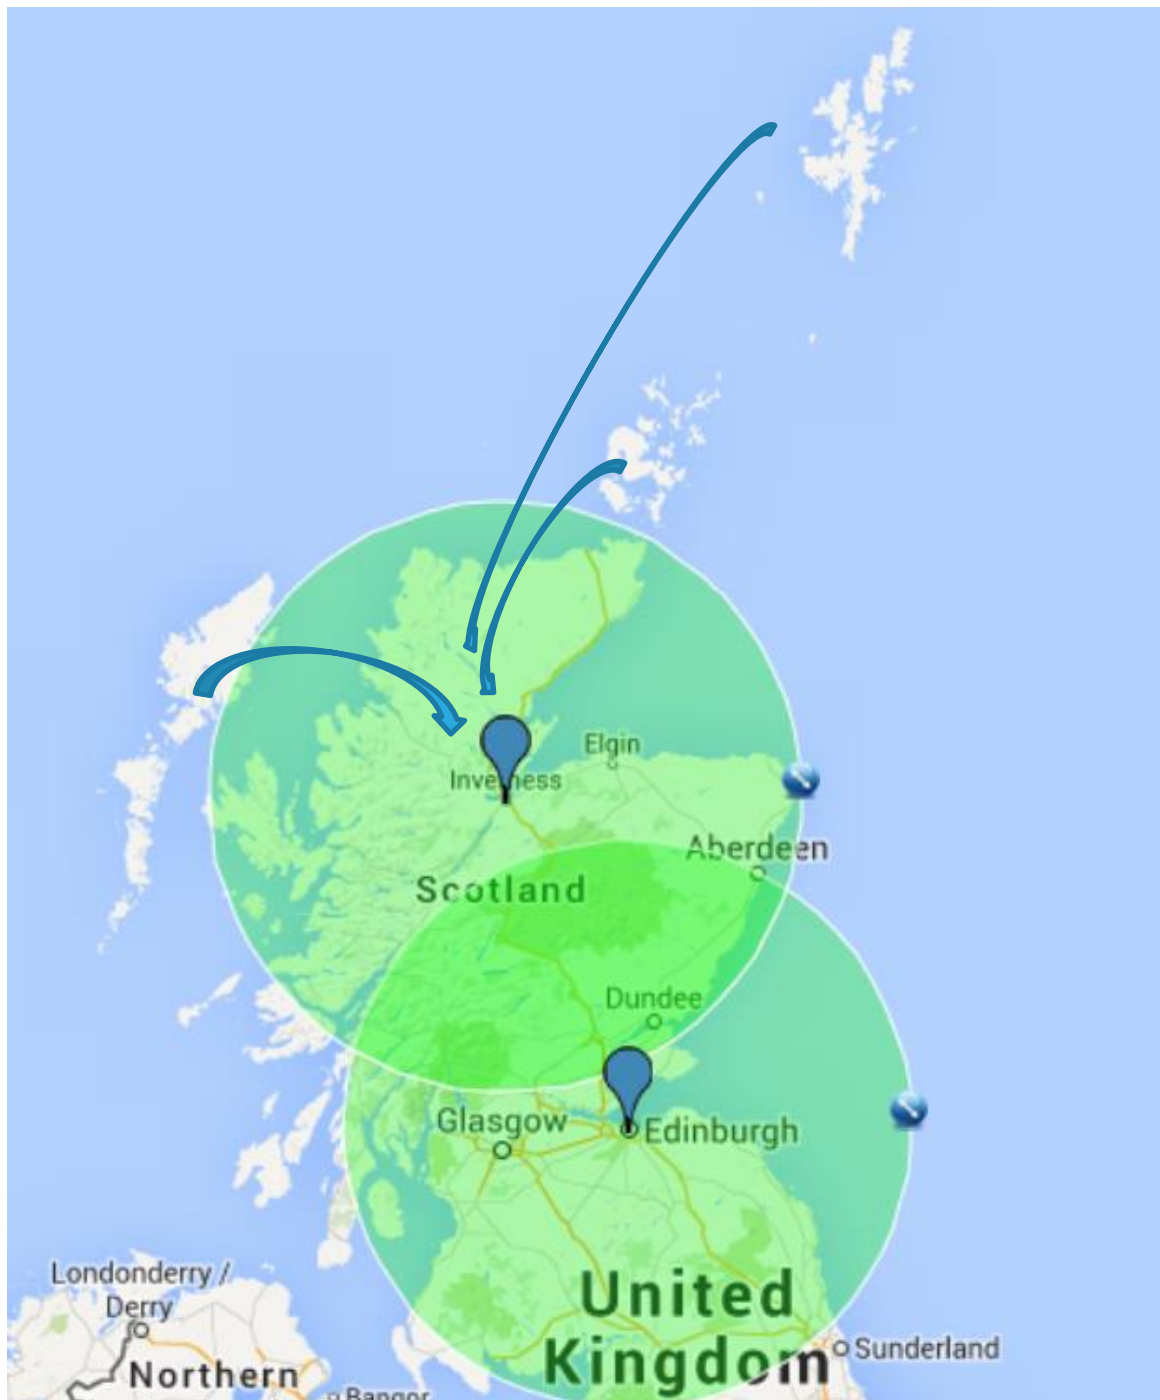 Elgin
Inverness
Aberdeen
Scotland
Dundee
Glasgow
Edinburgh
Londonderry /
Derry
United
Kingdom
Sunderland
Northern
Bangor